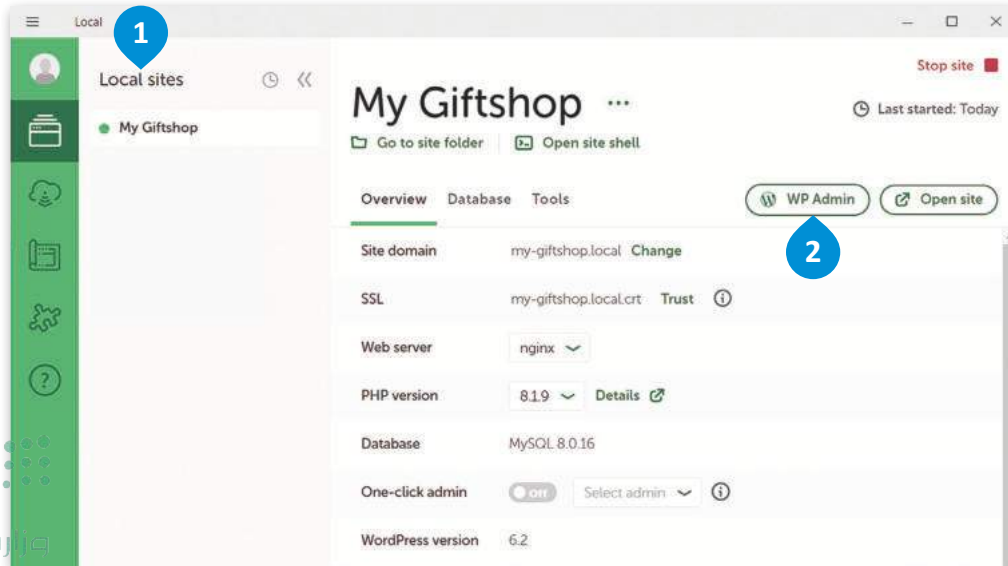 Local
1
Local sites
My Giftshop
Stop site
My Giftshop ...
Last started: Today
Go to site folder
Open site shell
Overview Database Tools
WP Admin
Open site
2
Site domain my-giftshop.local Change
SSL my-giftshop.local.crt Trust
Web server nginx
PHP version 8.1.9 Details
Database MySQL 8.0.16
One-click admin Off Select admin
WordPress version 6.2